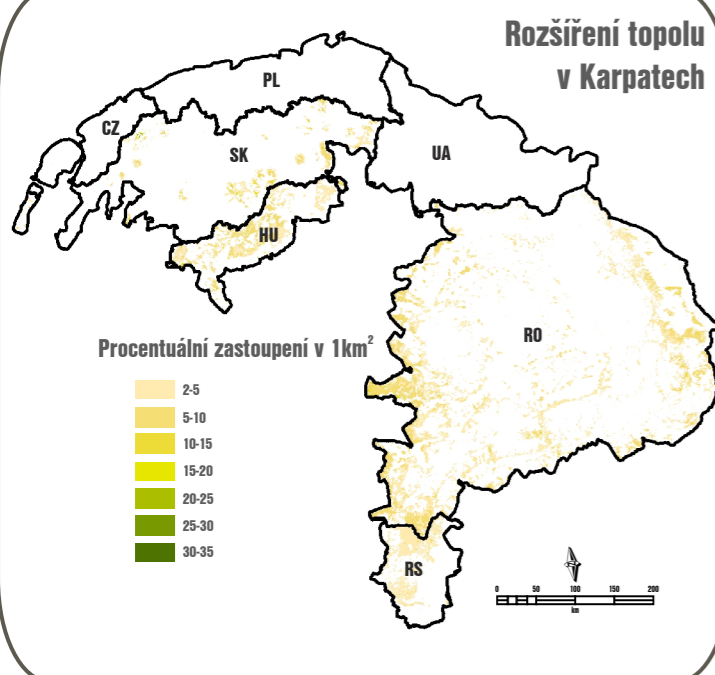 Rozšíření topolu
v Karpatech
PL
CZ
SK
UA
HU
RO
Procentuální zastoupení v 1km²
2-5
5-10
10-15
15-20
20-25
25-30
30-35
RS
0 50 100 150 200
km